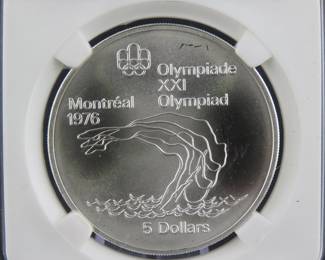 Olympiade
XXI
Olympiad
Montréal
1976
5 Dollars